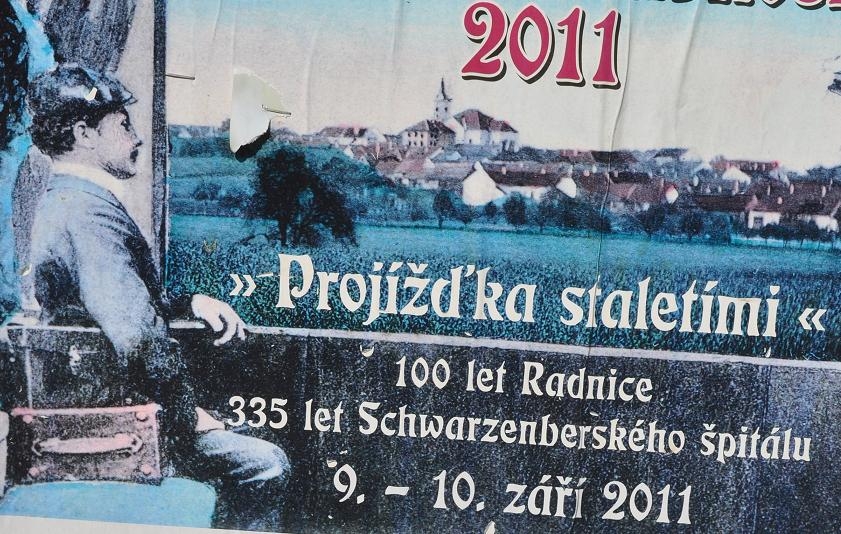 2011
» Projížďka staletími «
100 let Radnice
335 let Schwarzenberského špitálu
9. – 10. září 2011